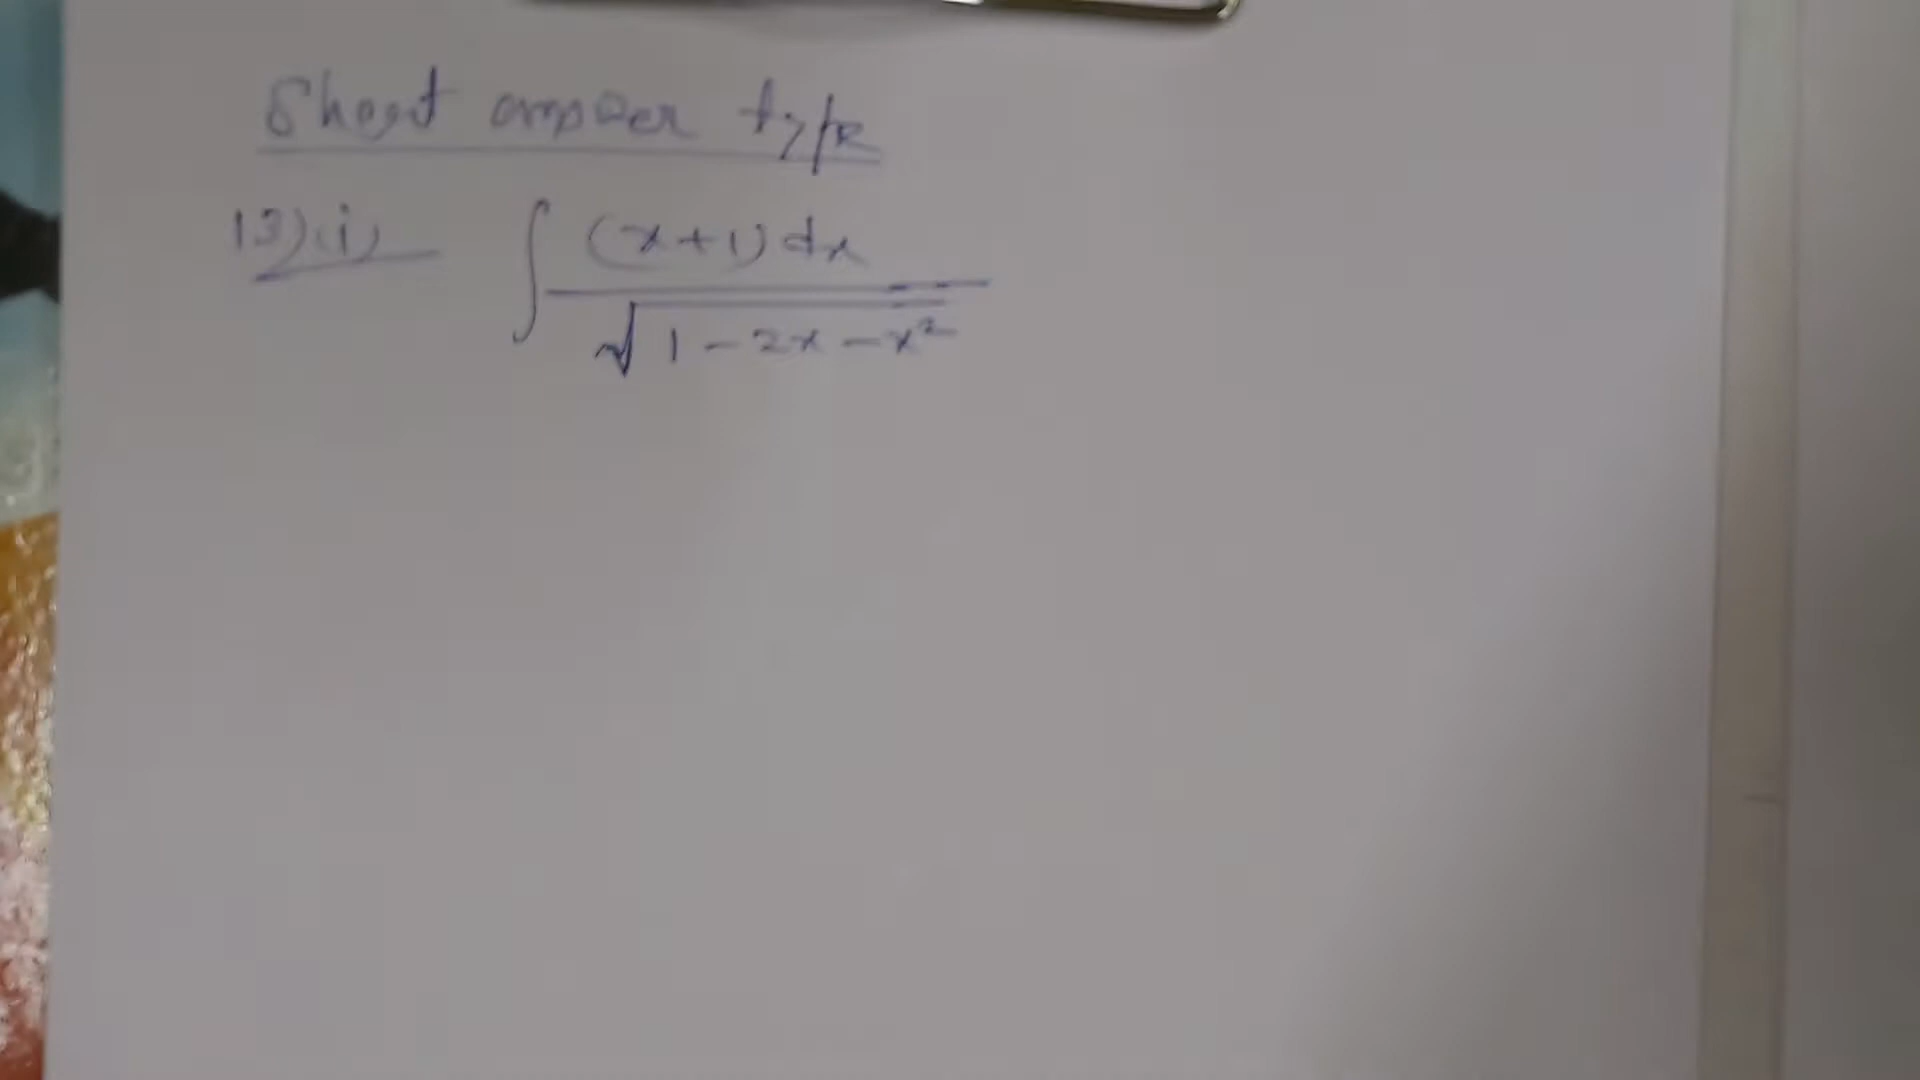 Short answer type
13) (i) ∫ (x+1) dx
√1-2x-x²